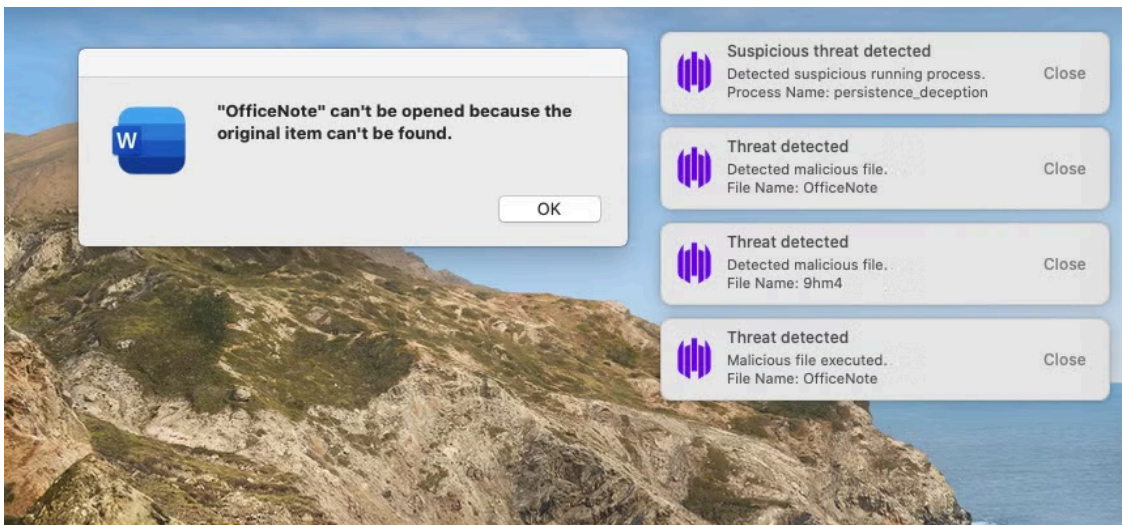 W
"OfficeNote" can't be opened because the
original item can't be found.
OK
Suspicious threat detected
Detected suspicious running process.
Process Name: persistence_deception
Close
Threat detected
Detected malicious file.
File Name: OfficeNote
Close
Threat detected
Detected malicious file.
File Name: 9hm4
Close
Threat detected
Malicious file executed.
File Name: OfficeNote
Close